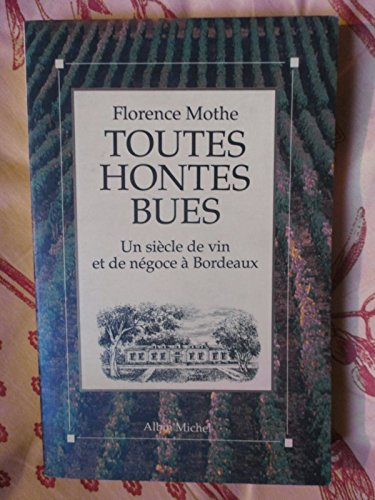 Florence Mothe
TOUTES
HONTES
BUES
Un siècle de vin
et de négoce à Bordeaux
Albin Michel